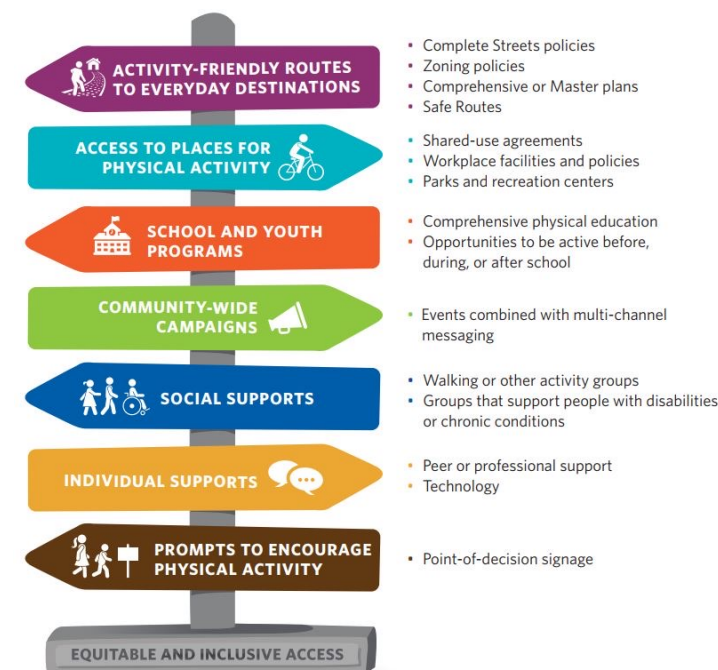 ACTIVITY-FRIENDLY ROUTES
TO EVERYDAY DESTINATIONS
▪ Complete Streets policies
▪ Zoning policies
▪ Comprehensive or Master plans
▪ Safe Routes
ACCESS TO PLACES FOR
PHYSICAL ACTIVITY
▪ Shared-use agreements
▪ Workplace facilities and policies
▪ Parks and recreation centers
SCHOOL AND YOUTH
PROGRAMS
▪ Comprehensive physical education
▪ Opportunities to be active before,
during, or after school
COMMUNITY-WIDE
CAMPAIGNS
▪ Events combined with multi-channel
messaging
SOCIAL SUPPORTS
▪ Walking or other activity groups
▪ Groups that support people with disabilities
or chronic conditions
INDIVIDUAL SUPPORTS
▪ Peer or professional support
▪ Technology
PROMPTS TO ENCOURAGE
PHYSICAL ACTIVITY
▪ Point-of-decision signage
EQUITABLE AND INCLUSIVE ACCESS